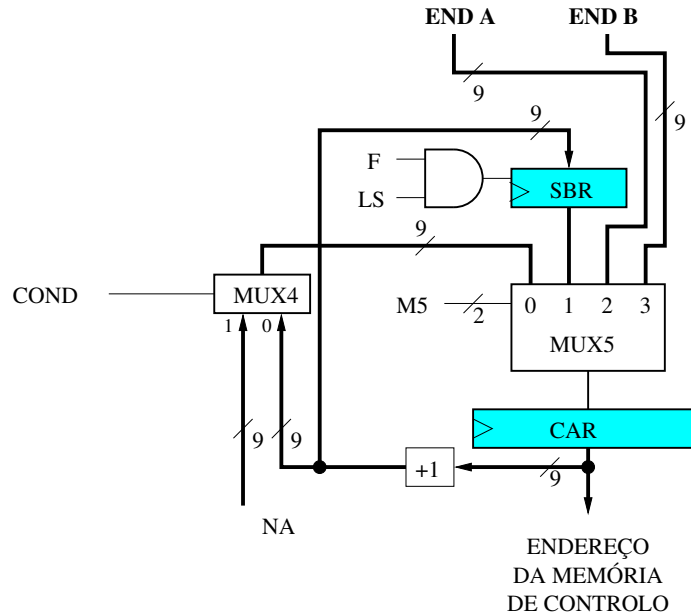 END A
END B
9
9
9
F
LS
SBR
9
COND
MUX4
1
0
M5
2
0
1
2
3
MUX5
CAR
9
9
+1
9
NA
ENDEREÇO
DA MEMÓRIA
DE CONTROLO